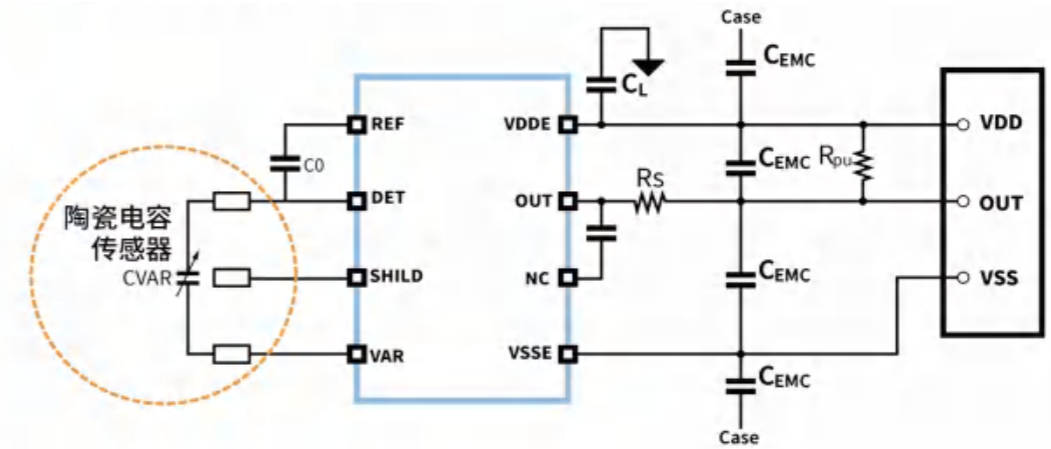 Case
CEMC
CL
REF
VDDE
VDD
C0
CEMC
Rpu
DET
OUT
Rs
OUT
陶瓷电容
传感器
CVAR
SHILD
NC
CEMC
VSS
VAR
VSSE
CEMC
Case